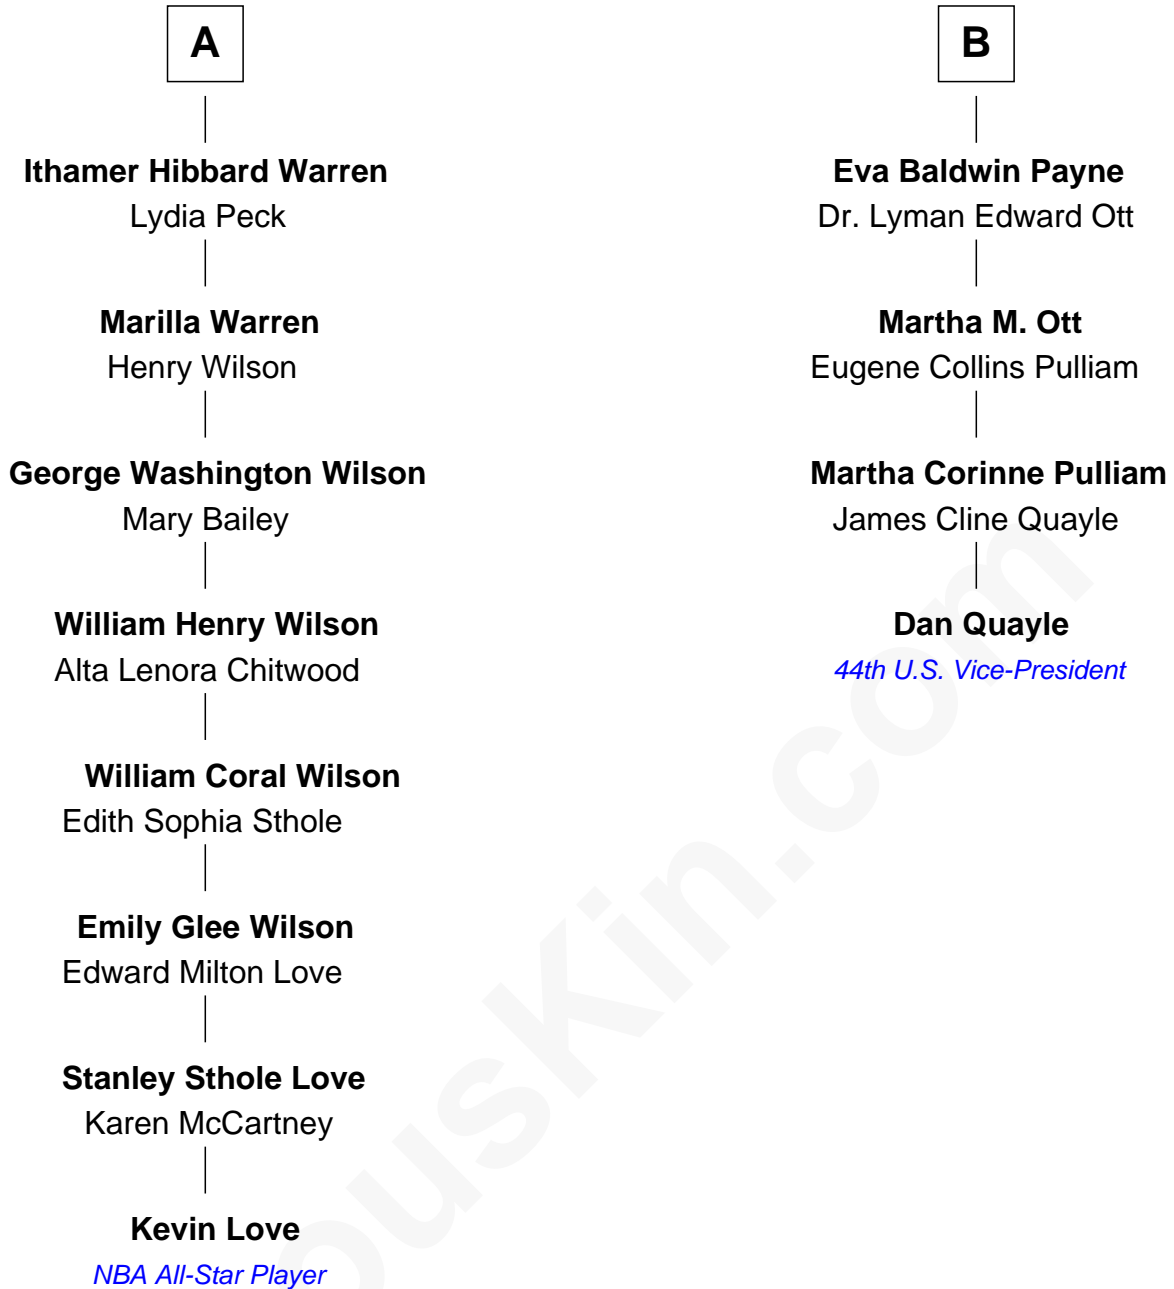 A
Ithamer Hibbard Warren
Lydia Peck
Marilla Warren
Henry Wilson
George Washington Wilson
Mary Bailey
William Henry Wilson
Alta Lenora Chitwood
William Coral Wilson
Edith Sophia Sthole
Emily Glee Wilson
Edward Milton Love
Stanley Sthole Love
Karen McCartney
Kevin Love
NBA All-Star Player
B
Eva Baldwin Payne
Dr. Lyman Edward Ott
Martha M. Ott
Eugene Collins Pulliam
Martha Corinne Pulliam
James Cline Quayle
Dan Quayle
44th U.S. Vice-President
ousKin.com